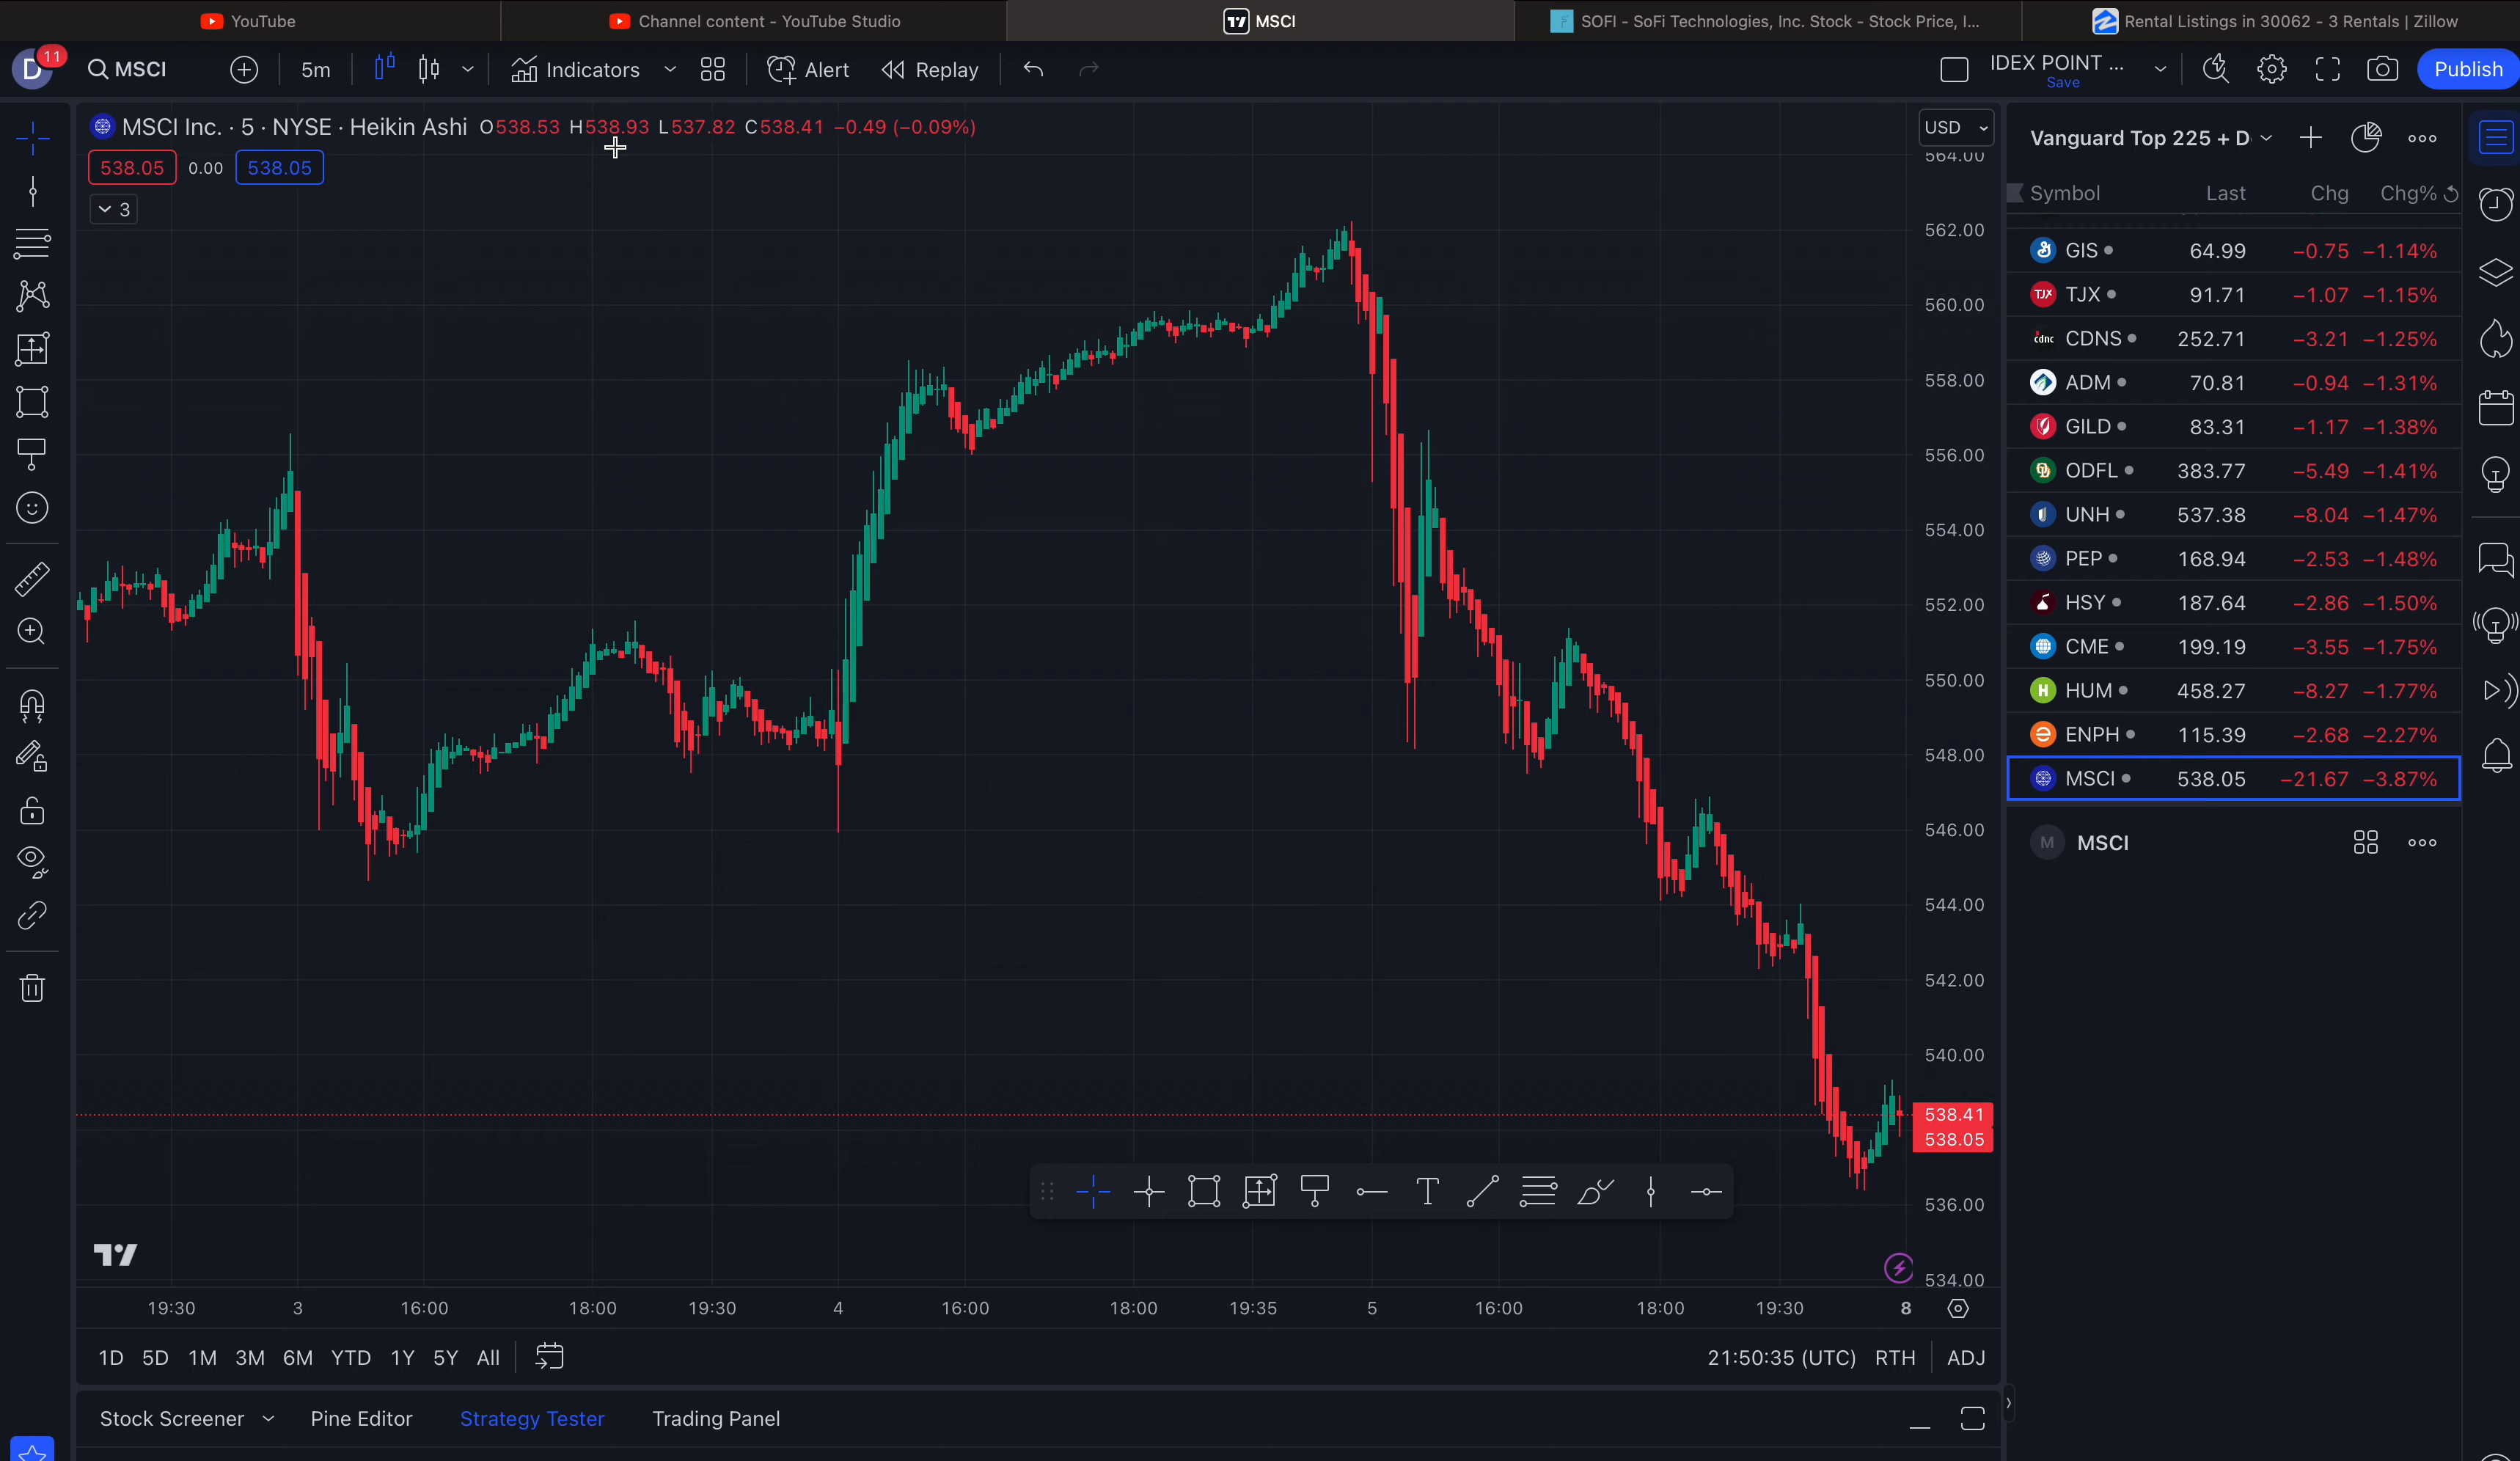 YouTube
Channel content - YouTube Studio
MSCI
SOFI - SoFi Technologies, Inc. Stock - Stock Price, I...
Rental Listings in 30062 - 3 Rentals | Zillow
D 11
MSCI
5m
Indicators
Alert
Replay
IDEX POINT ...
Save
Publish
MSCI Inc. · 5 · NYSE · Heikin Ashi O538.53 H538.93 L537.82 C538.41 −0.49 (−0.09%)
538.05 0.00 538.05
3
USD
564.00
562.00
560.00
558.00
556.00
554.00
552.00
550.00
548.00
546.00
544.00
542.00
540.00
538.41
538.05
536.00
534.00
19:30 3 16:00 18:00 19:30 4 16:00 18:00 19:35 5 16:00 18:00 19:30 8
1D 5D 1M 3M 6M YTD 1Y 5Y All
21:50:35 (UTC) RTH ADJ
Stock Screener Pine Editor Strategy Tester Trading Panel
Vanguard Top 225 + D
Symbol Last Chg Chg%
GIS 64.99 −0.75 −1.14%
TJX TJX 91.71 −1.07 −1.15%
cdnc CDNS 252.71 −3.21 −1.25%
ADM 70.81 −0.94 −1.31%
GILD 83.31 −1.17 −1.38%
ODFL 383.77 −5.49 −1.41%
UNH 537.38 −8.04 −1.47%
PEP 168.94 −2.53 −1.48%
HSY 187.64 −2.86 −1.50%
CME 199.19 −3.55 −1.75%
H HUM 458.27 −8.27 −1.77%
ENPH 115.39 −2.68 −2.27%
MSCI 538.05 −21.67 −3.87%
M MSCI